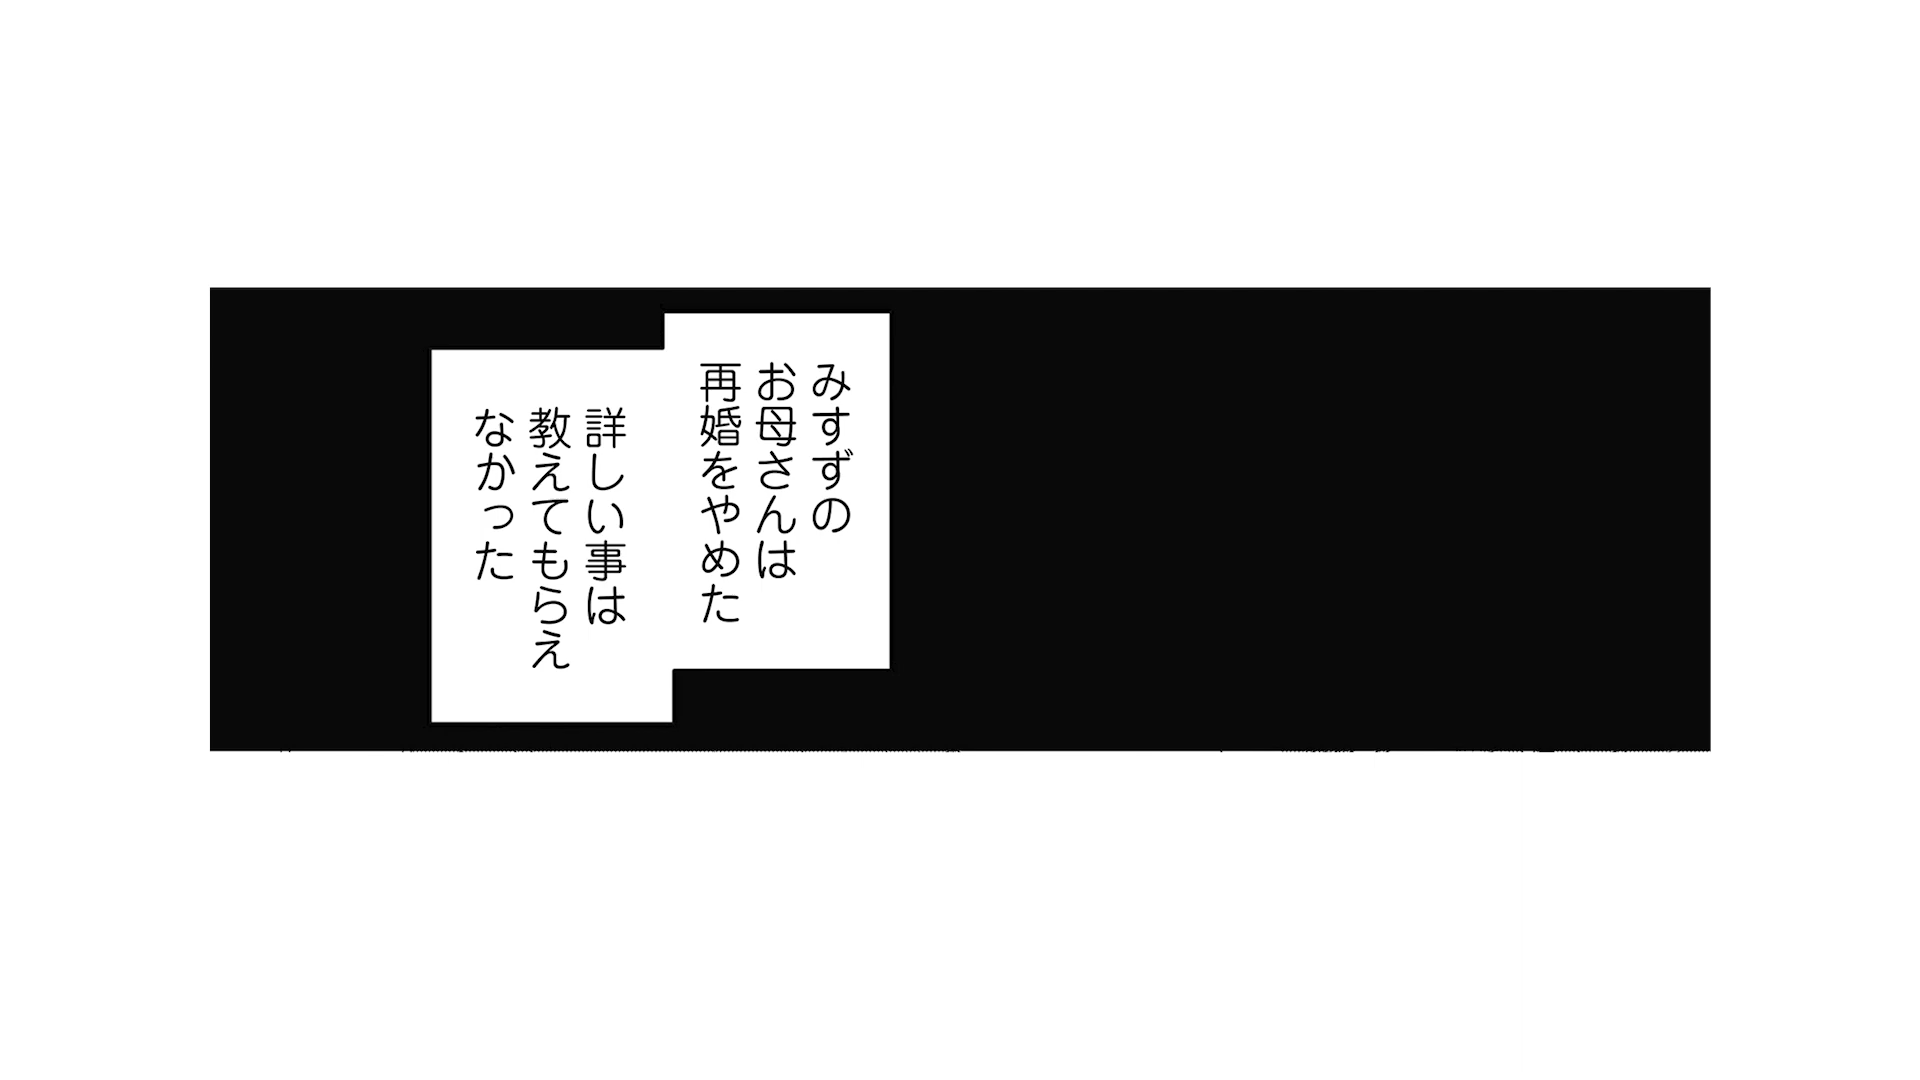 みすずの
お母さんは
再婚をやめた
詳しい事は
教えてもらえ
なかった